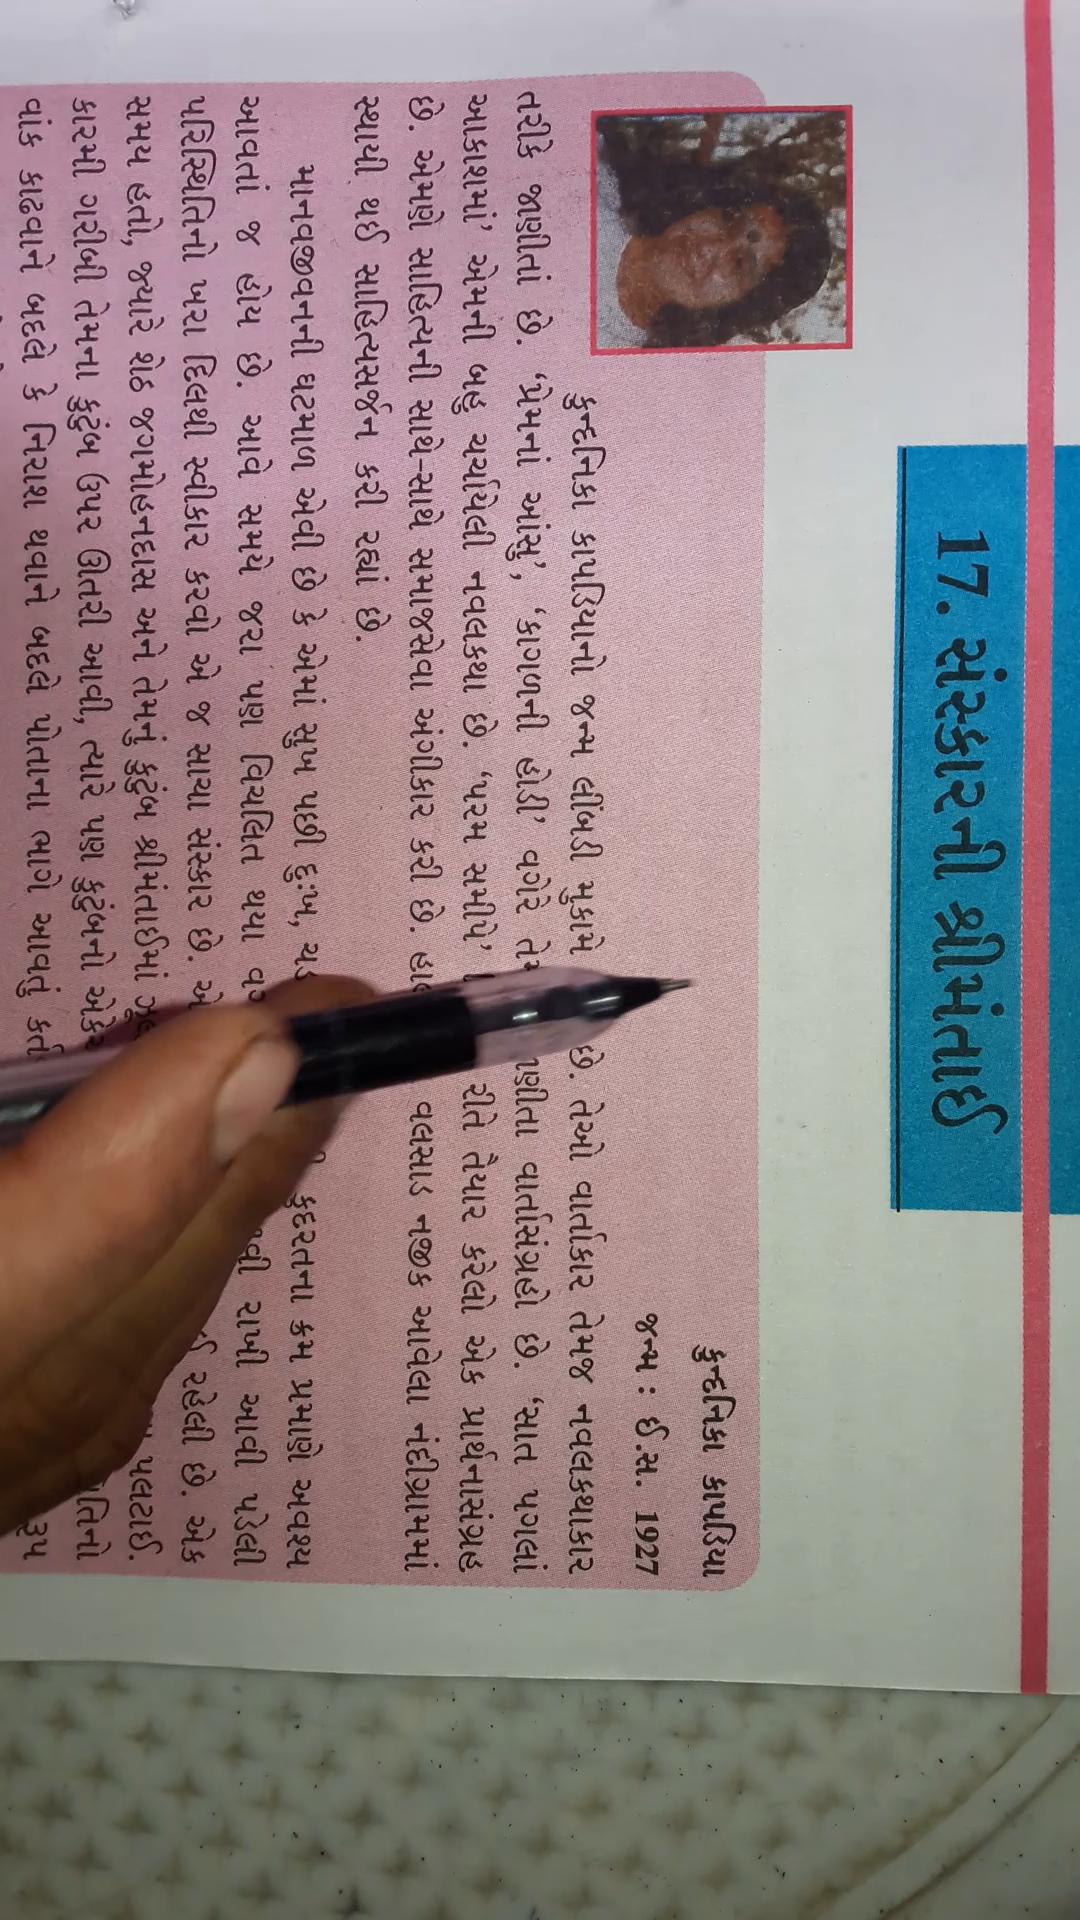 17. સંસ્કારની શ્રીમંતાઈ
કુન્દનિકા કાપડિયા
જન્મ : ઈ.સ. 1927
કુન્દનિકા કાપડિયાનો જન્મ લીંબડી મુકામે છે. તેઓ વાર્તાકાર તેમજ નવલકથાકાર
તરીકે જાણીતાં છે. ‘પ્રેમનાં આંસુ’, ‘કાગળની હોડી’ વગેરે વાર્તાસંગ્રહો છે. ‘સાત પગલાં
આકાશમાં’ એમની બહુ ચર્ચાયેલી નવલકથા છે. ‘પરમ સમીપે’ રીતે તૈયાર કરેલો એક પ્રાર્થનાસંગ્રહ
છે. એમણે સાહિત્યની સાથે-સાથે સમાજસેવા અંગીકાર કરી છે. વલસાડ નજીક આવેલા નંદીગ્રામમાં
સ્થાયી થઈ સાહિત્યસર્જન કરી રહ્યાં છે.
માનવજીવનની ઘટમાળ એવી છે કે એમાં સુખ પછી દુઃખ, કુદરતના ક્રમ પ્રમાણે અવશ્ય
આવતાં જ હોય છે. આવે સમયે જરા પણ વિચલિત થયા રાખી આવી પડેલી
પરિસ્થિતિનો ખરા દિલથી સ્વીકાર કરવો એ જ સાચા સંસ્કાર છે. રહેલી છે. એક
સમય હતો, જ્યારે શેઠ જગમોહનદાસ અને તેમનું કુટુંબ શ્રીમંતાઈમાં પલટાઈ.
કારમી ગરીબી તેમના કુટુંબ ઉપર ઊતરી આવી, ત્યારે પણ કુટુંબનો
વાંક કાઢવાને બદલે કે નિરાશ થવાને બદલે પોતાના ભાગે આવતું